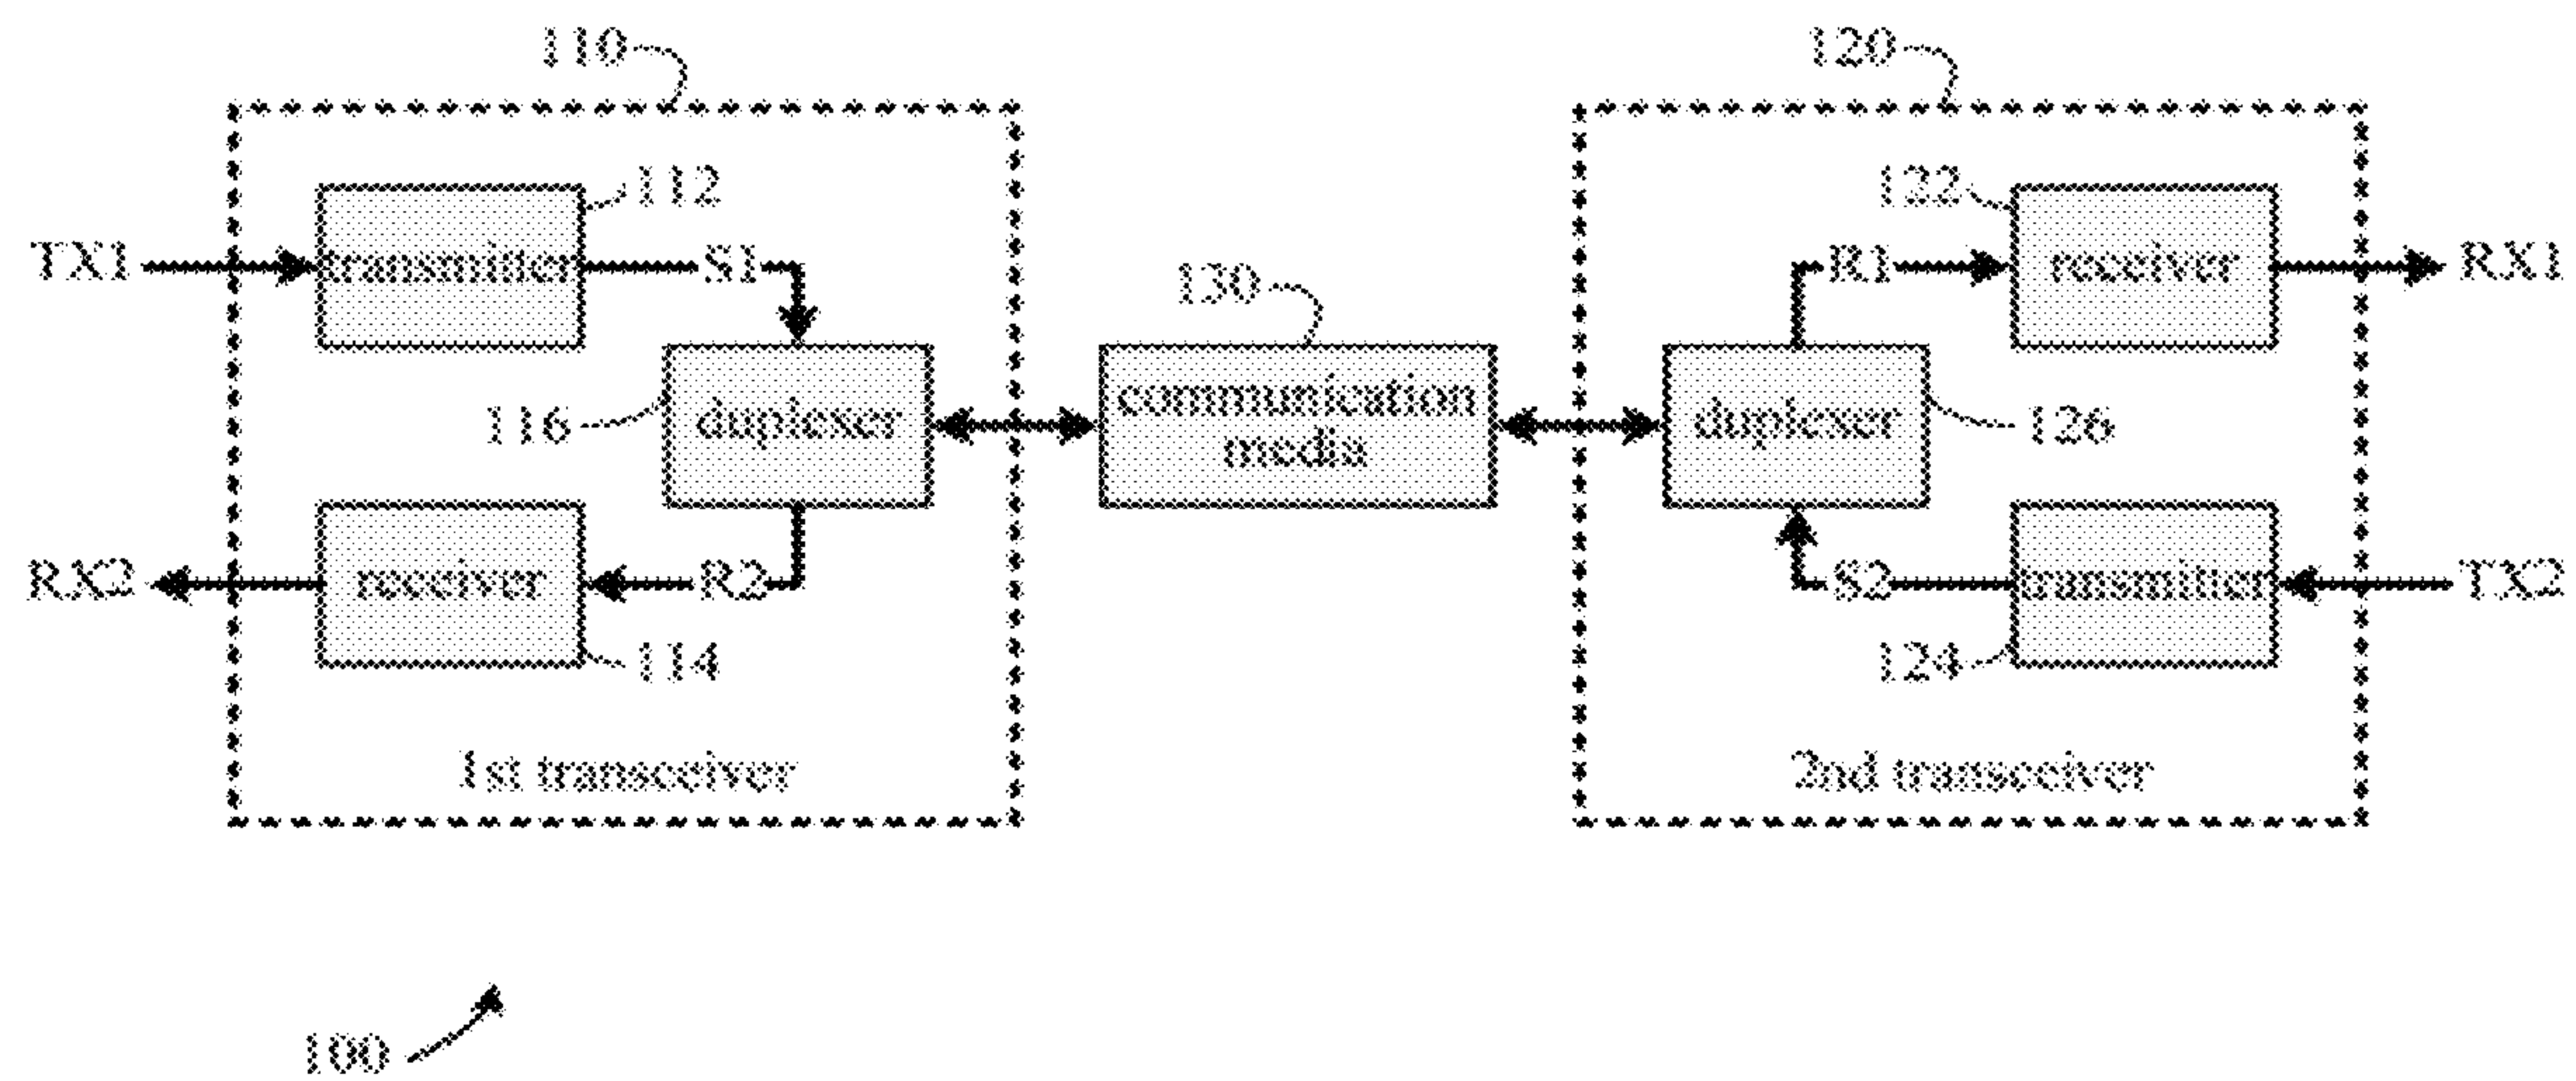 110
120
112
122
TX1
transmitter
S1
R1
receiver
RX1
130
116
duplexer
communication
media
duplexer
126
RX2
receiver
R2
S2
transmitter
TX2
114
124
1st transceiver
2nd transceiver
100